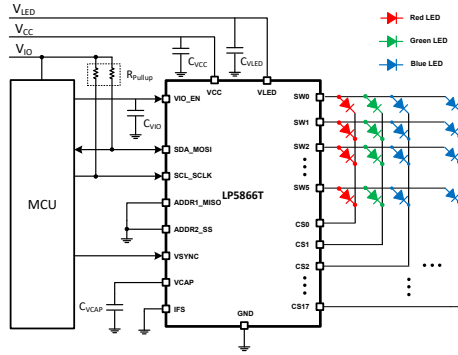 VLED
VCC
VIO
RPullup
CVCC
CVLED
VCC
VLED
Red LED
Green LED
Blue LED
MCU
LP5866T
VIO_EN
CVIO
SDA_MOSI
SCL_SCLK
ADDR1_MISO
ADDR2_SS
VSYNC
VCAP
CVCAP
IFS
GND
SW0
SW1
SW2
SW5
CS0
CS1
CS2
CS17